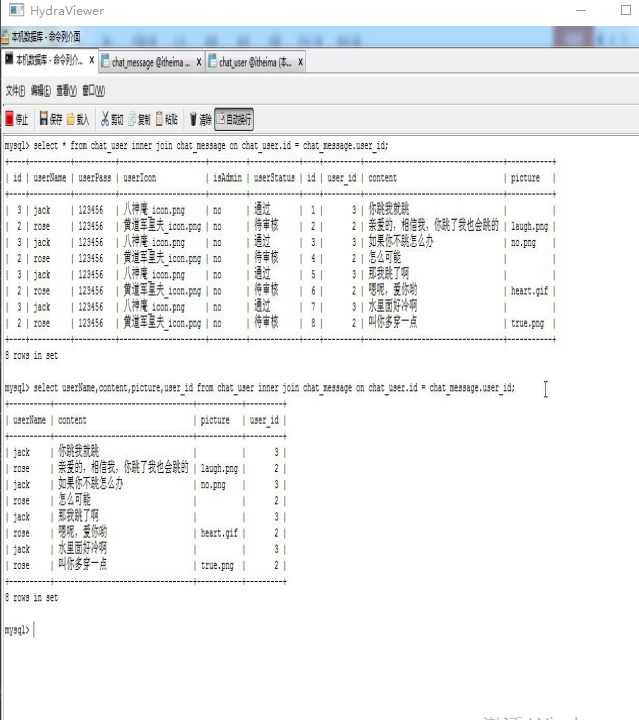 HydraViewer
本机数据库 - 命令列介面
本机数据库 - 命令列介... x chat_message @itheima ... x chat_user @itheima (本... x
文件(F) 编辑(E) 查看(V) 窗口(W)
停止 保存 载入 剪切 复制 粘贴 清除 自动换行
mysql> select * from chat_user inner join chat_message on chat_user.id = chat_message.user_id;
| id | userName | userPass | userIcon | isAdmin | userStatus | id | user_id | content | picture |
| 3 | jack | 123456 | 八神庵_icon.png | no | 通过 | 1 | 3 | 你跳我就跳 | |
| 2 | rose | 123456 | 黄道军里夫_icon.png | no | 待审核 | 2 | 2 | 亲爱的，相信我，你跳了我也会跳的 | laugh.png |
| 3 | jack | 123456 | 八神庵_icon.png | no | 通过 | 3 | 3 | 如果你不跳怎么办 | no.png |
| 2 | rose | 123456 | 黄道军里夫_icon.png | no | 待审核 | 4 | 2 | 怎么可能 | |
| 3 | jack | 123456 | 八神庵_icon.png | no | 通过 | 5 | 3 | 那我跳了啊 | |
| 2 | rose | 123456 | 黄道军里夫_icon.png | no | 待审核 | 6 | 2 | 嗯呢，爱你呦 | heart.gif |
| 3 | jack | 123456 | 八神庵_icon.png | no | 通过 | 7 | 3 | 水里面好冷啊 | |
| 2 | rose | 123456 | 黄道军里夫_icon.png | no | 待审核 | 8 | 2 | 叫你多穿一点 | true.png |
8 rows in set
mysql> select userName,content,picture,user_id from chat_user inner join chat_message on chat_user.id = chat_message.user_id;
| userName | content | picture | user_id |
| jack | 你跳我就跳 | | 3 |
| rose | 亲爱的，相信我，你跳了我也会跳的 | laugh.png | 2 |
| jack | 如果你不跳怎么办 | no.png | 3 |
| rose | 怎么可能 | | 2 |
| jack | 那我跳了啊 | | 3 |
| rose | 嗯呢，爱你呦 | heart.gif | 2 |
| jack | 水里面好冷啊 | | 3 |
| rose | 叫你多穿一点 | true.png | 2 |
8 rows in set
mysql>